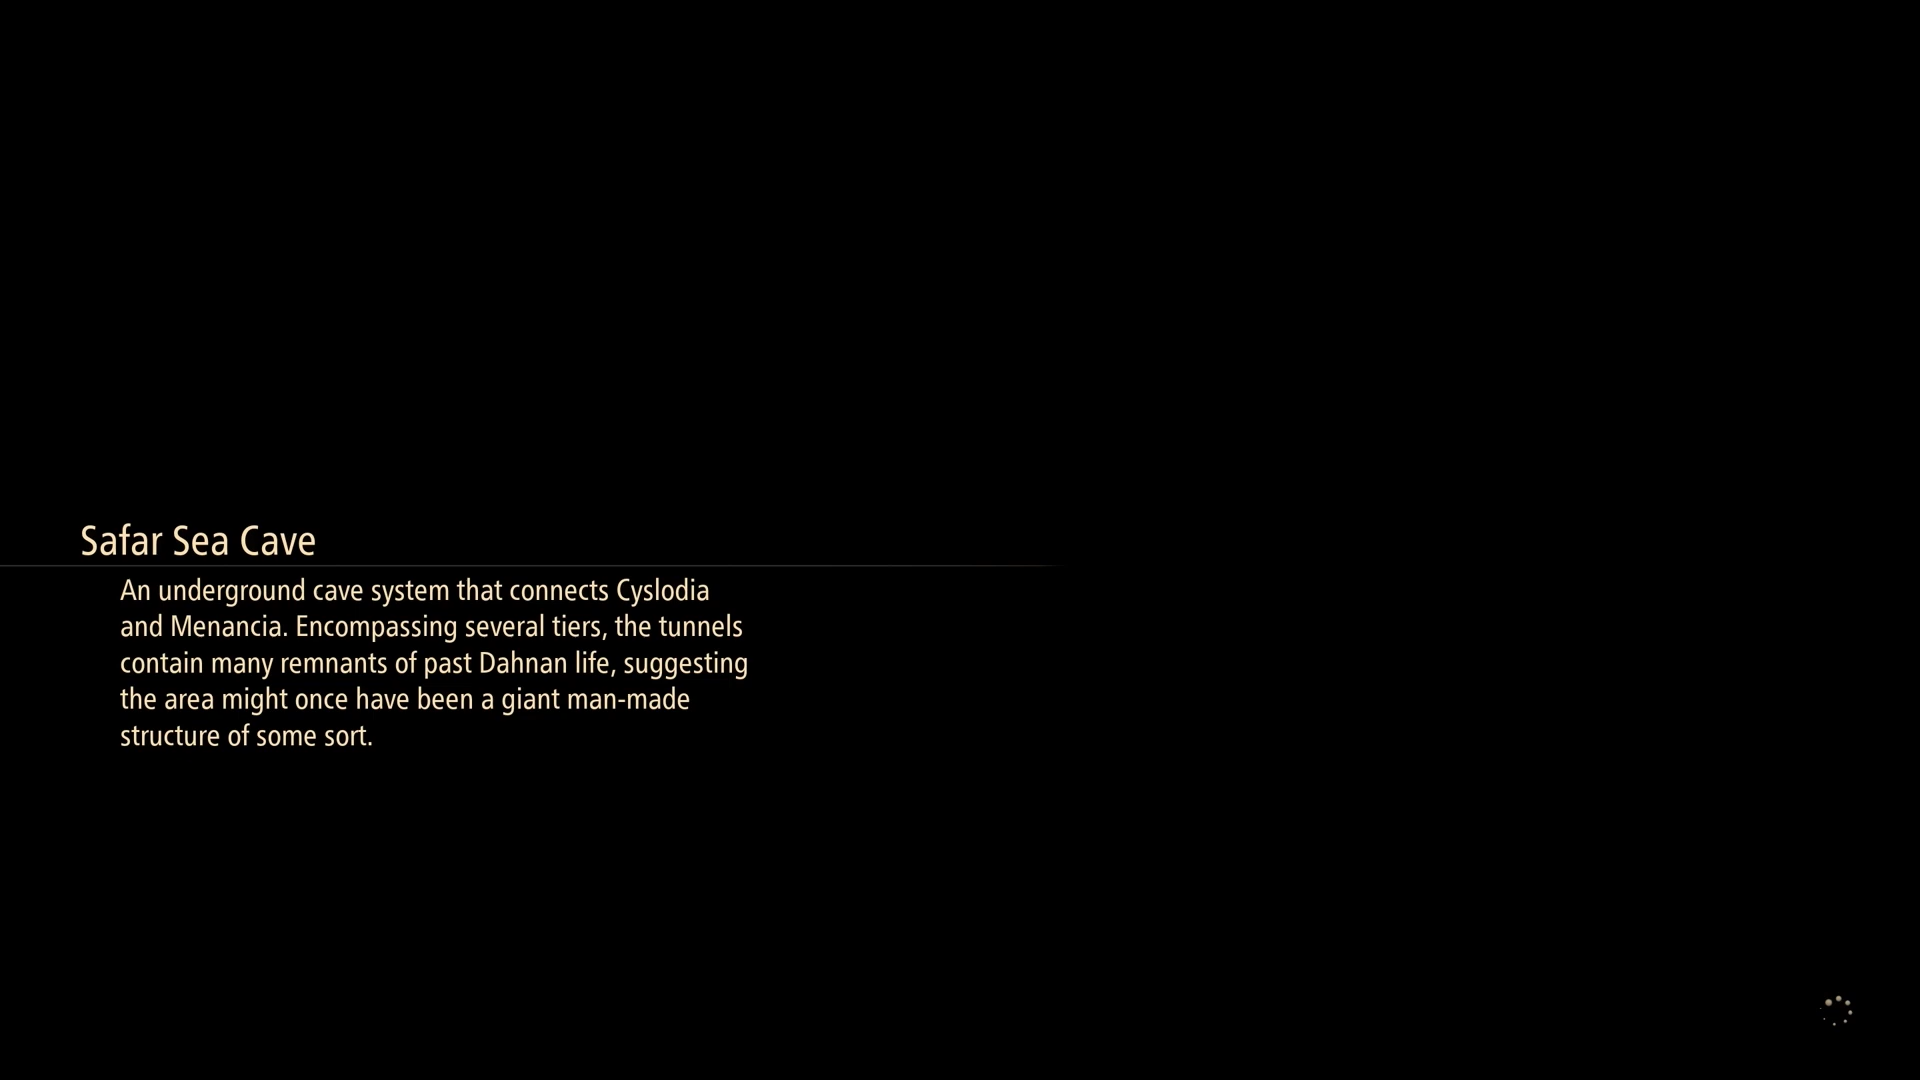 Safar Sea Cave
An underground cave system that connects Cyslodia
and Menancia. Encompassing several tiers, the tunnels
contain many remnants of past Dahnan life, suggesting
the area might once have been a giant man-made
structure of some sort.